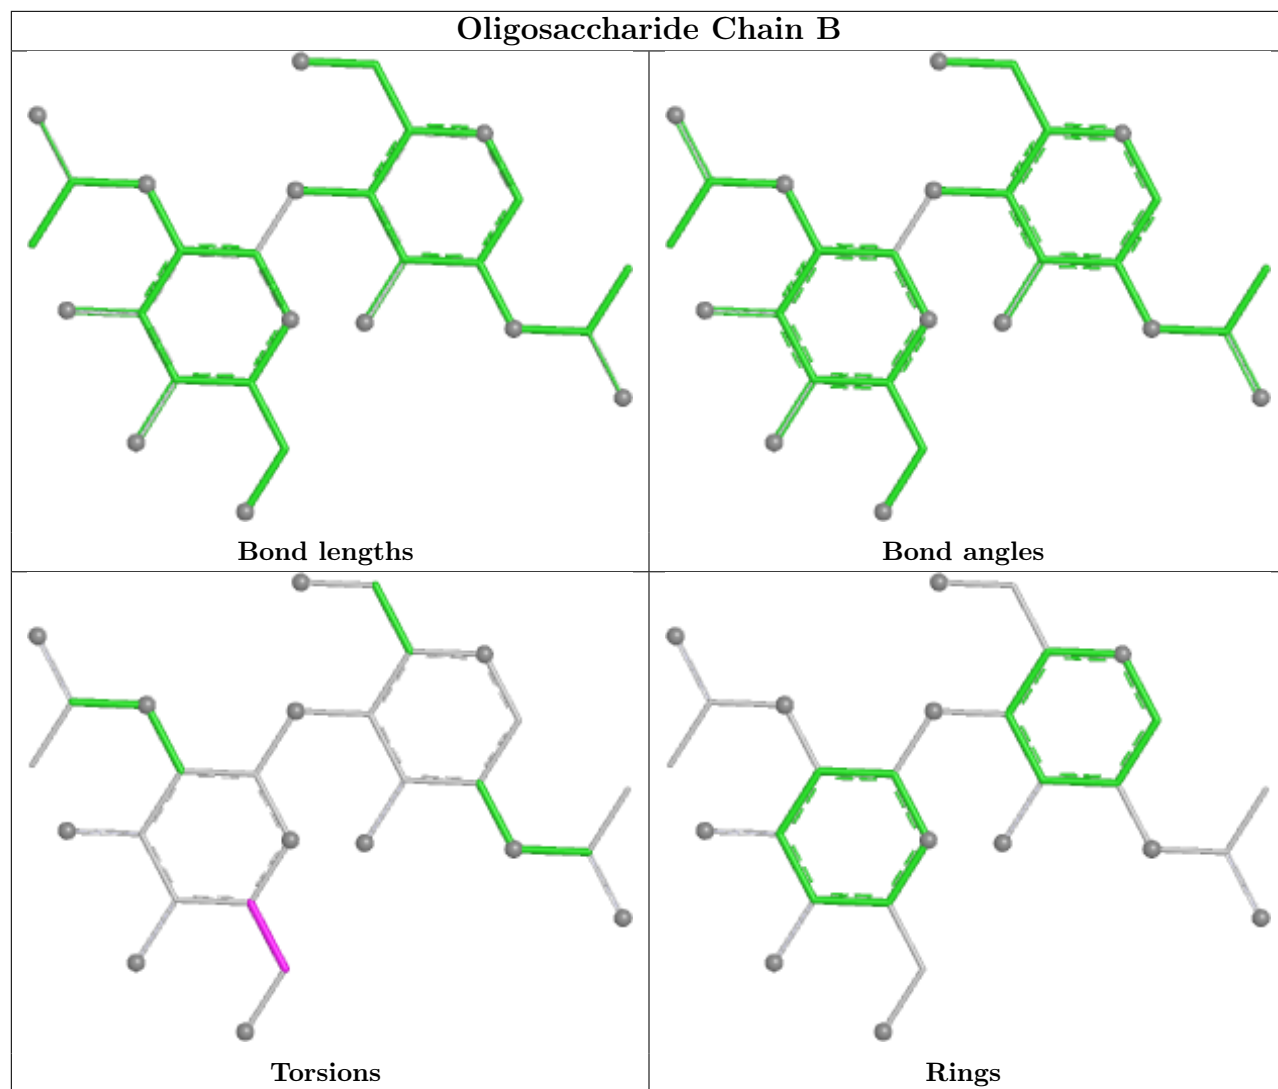 Oligosaccharide Chain B
Bond lengths
Bond angles
Torsions
Rings